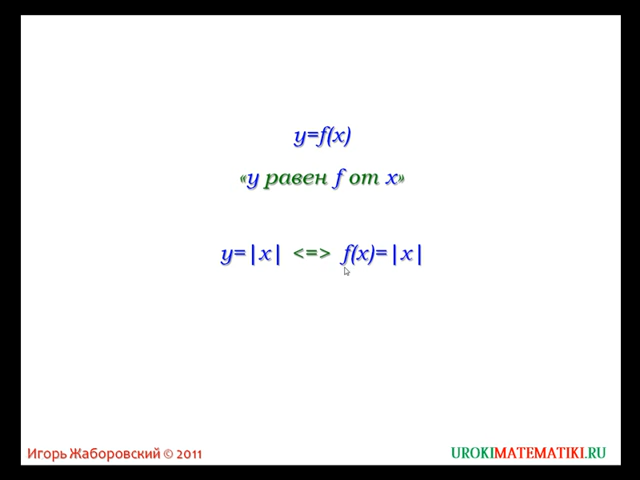 y=f(x)
«y равен f от x»
y=|x| <=> f(x)=|x|
Игорь Жаборовский © 2011
UROKIMATEMATIKI.RU